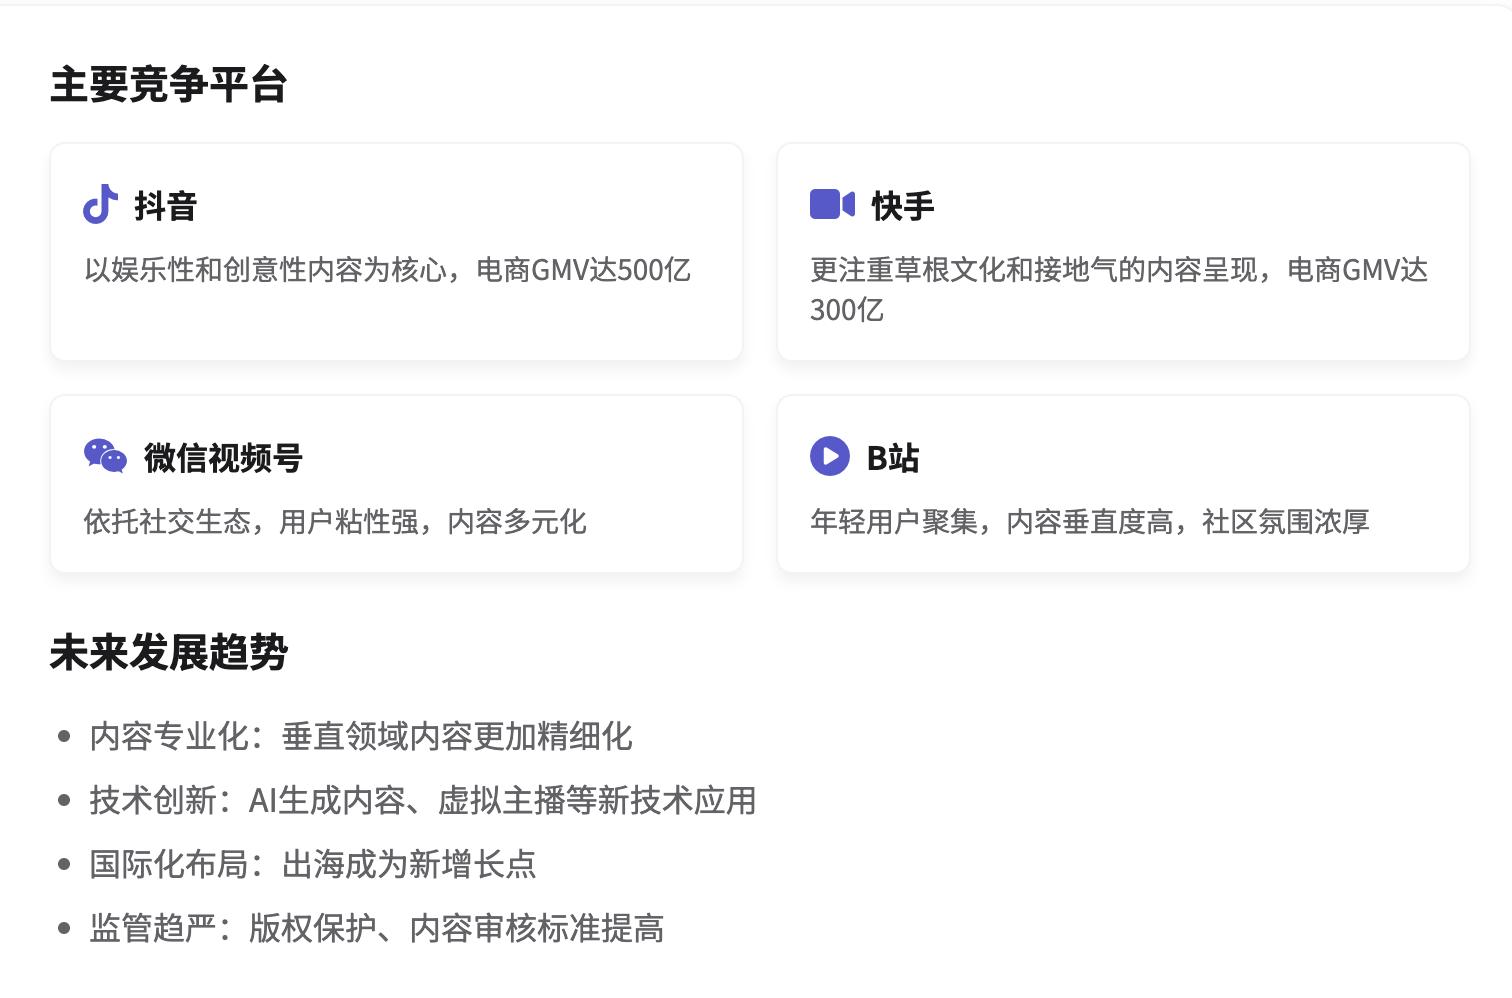 主要竞争平台
抖音
以娱乐性和创意性内容为核心，电商GMV达500亿
快手
更注重草根文化和接地气的内容呈现，电商GMV达
300亿
微信视频号
依托社交生态，用户粘性强，内容多元化
B站
年轻用户聚集，内容垂直度高，社区氛围浓厚
未来发展趋势
• 内容专业化：垂直领域内容更加精细化
• 技术创新：AI生成内容、虚拟主播等新技术应用
• 国际化布局：出海成为新增长点
• 监管趋严：版权保护、内容审核标准提高